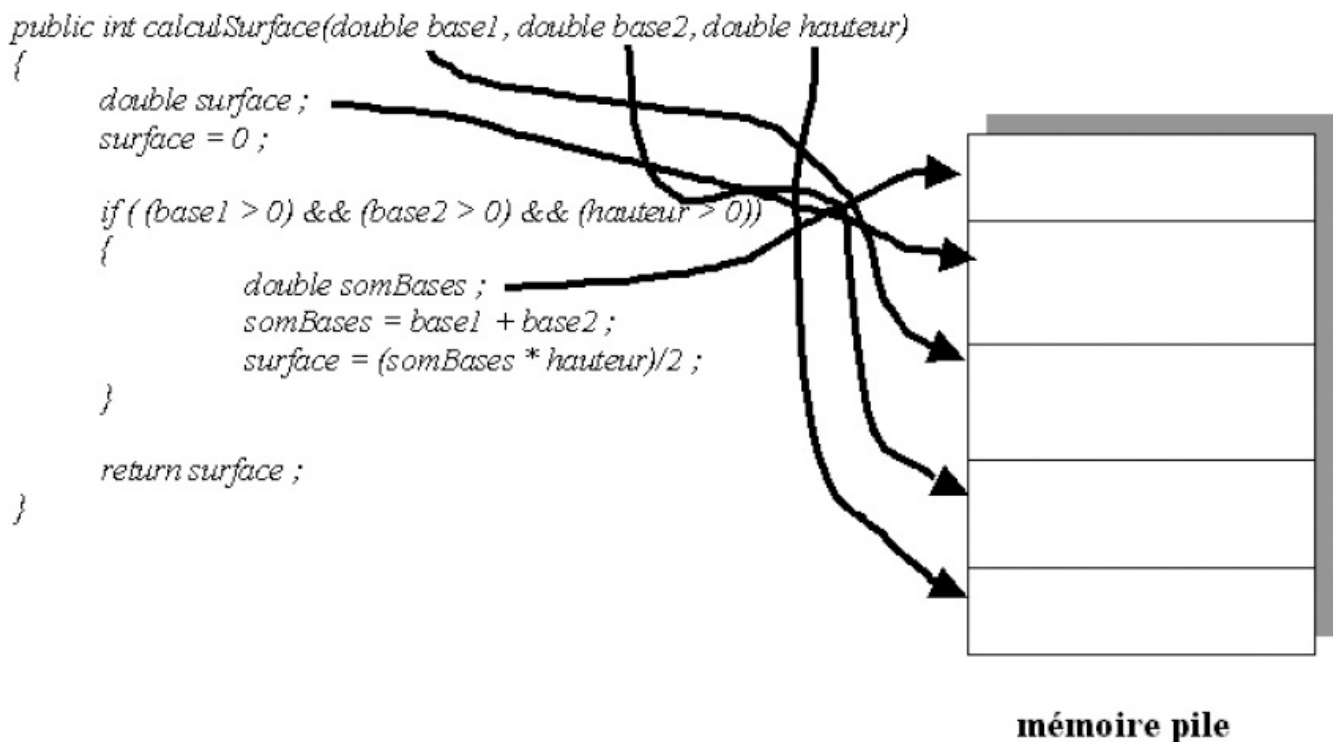 public int calculSurface(double base1, double base2, double hauteur)
{
double surface ;
surface = 0 ;
if ( (base1 > 0) && (base2 > 0) && (hauteur > 0))
{
double somBases ;
somBases = base1 + base2 ;
surface = (somBases * hauteur)/2 ;
}
return surface ;
}
mémoire pile